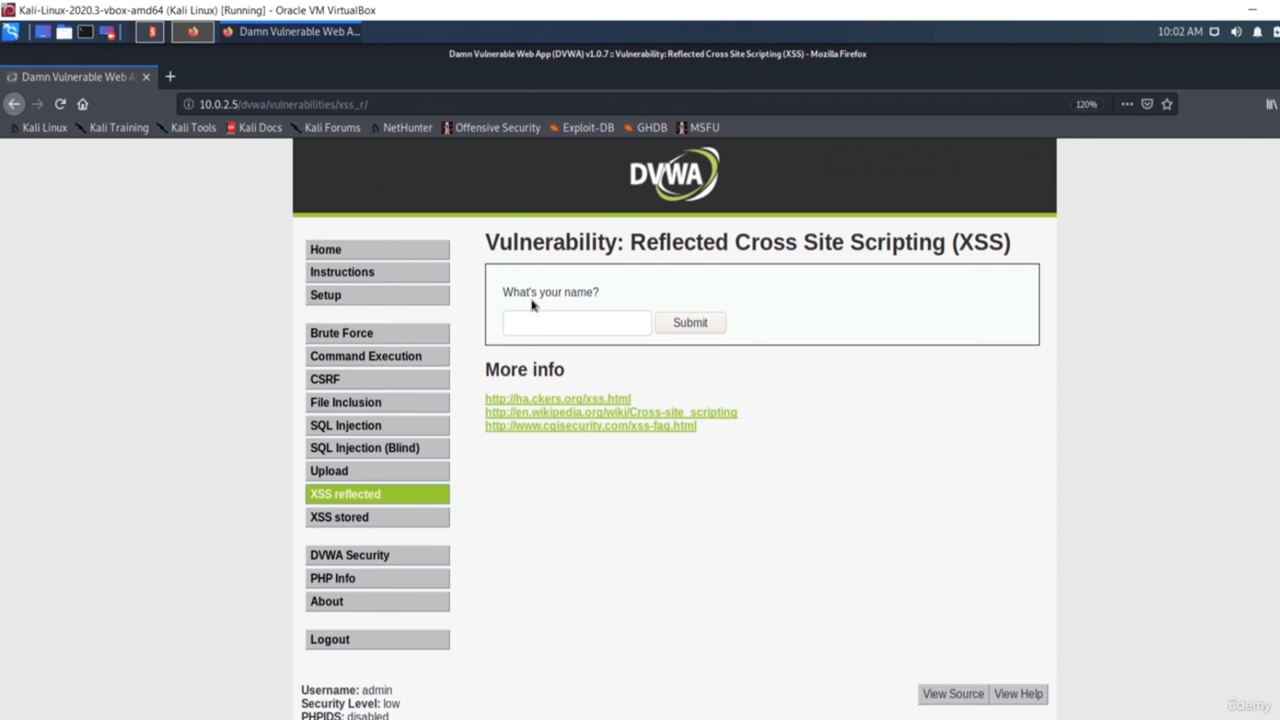 Kali-Linux-2020.3-vbox-amd64 (Kali Linux) [Running] - Oracle VM VirtualBox
Damn Vulnerable Web A...
10:02 AM
Damn Vulnerable Web App (DVWA) v1.0.7 :: Vulnerability: Reflected Cross Site Scripting (XSS) - Mozilla Firefox
Damn Vulnerable Web A
10.0.2.5/dvwa/vulnerabilities/xss_r/
120%
Kali Linux
Kali Training
Kali Tools
Kali Docs
Kali Forums
NetHunter
Offensive Security
Exploit-DB
GHDB
MSFU
DVWA
Home
Instructions
Setup
Brute Force
Command Execution
CSRF
File Inclusion
SQL Injection
SQL Injection (Blind)
Upload
XSS reflected
XSS stored
DVWA Security
PHP Info
About
Logout
Username: admin
Security Level: low
PHPIDS: disabled
Vulnerability: Reflected Cross Site Scripting (XSS)
What's your name?
Submit
More info
http://ha.ckers.org/xss.html
http://en.wikipedia.org/wiki/Cross-site_scripting
http://www.cgisecurity.com/xss-faq.html
View Source
View Help
ûdemy